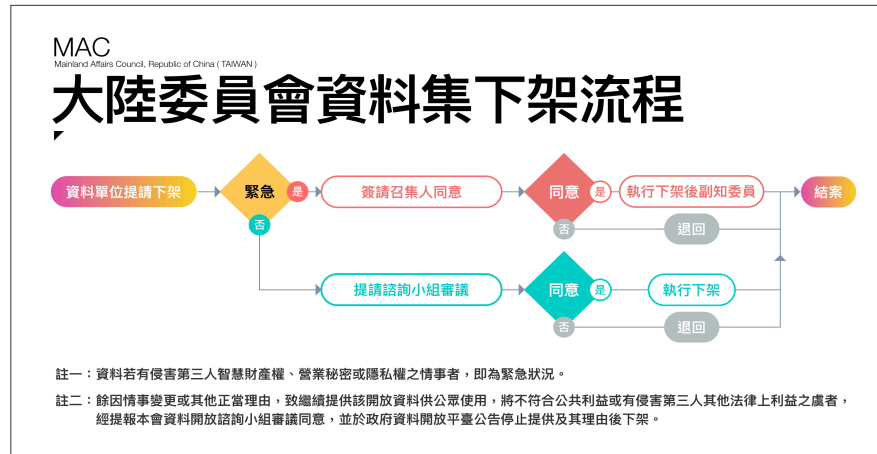 MAC
Mainland Affairs Council, Republic of China ( TAIWAN )
大陸委員會資料集下架流程
資料單位提請下架
緊急
是
簽請召集人同意
同意
是
執行下架後副知委員
結案
否
否
退回
提請諮詢小組審議
同意
是
執行下架
否
退回
註一：資料若有侵害第三人智慧財產權、營業秘密或隱私權之情事者，即為緊急狀況。
註二：餘因情事變更或其他正當理由，致繼續提供該開放資料供公眾使用，將不符合公共利益或有侵害第三人其他法律上利益之虞者，
經提報本會資料開放諮詢小組審議同意，並於政府資料開放平臺公告停止提供及其理由後下架。